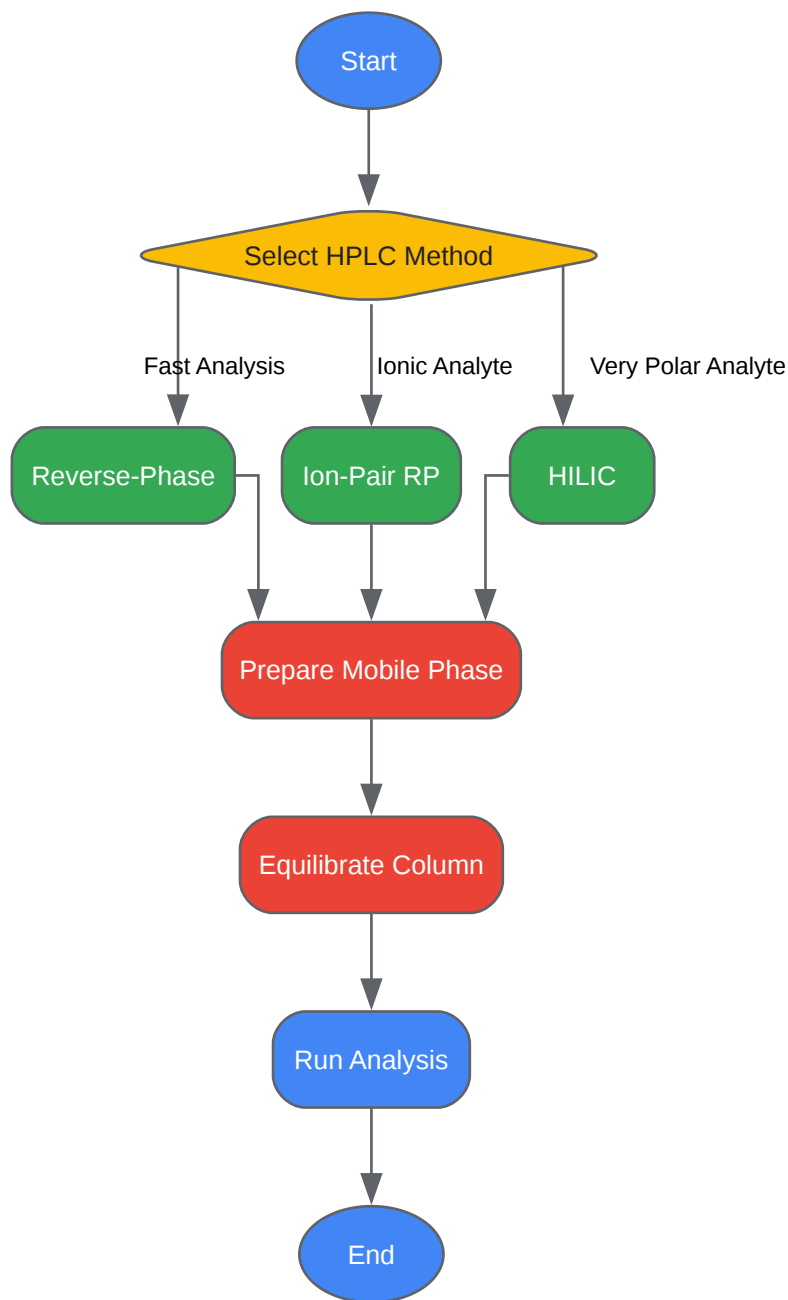 Start
Select HPLC Method
Fast Analysis
Ionic Analyte
Very Polar Analyte
Reverse-Phase
Ion-Pair RP
HILIC
Prepare Mobile Phase
Equilibrate Column
Run Analysis
End